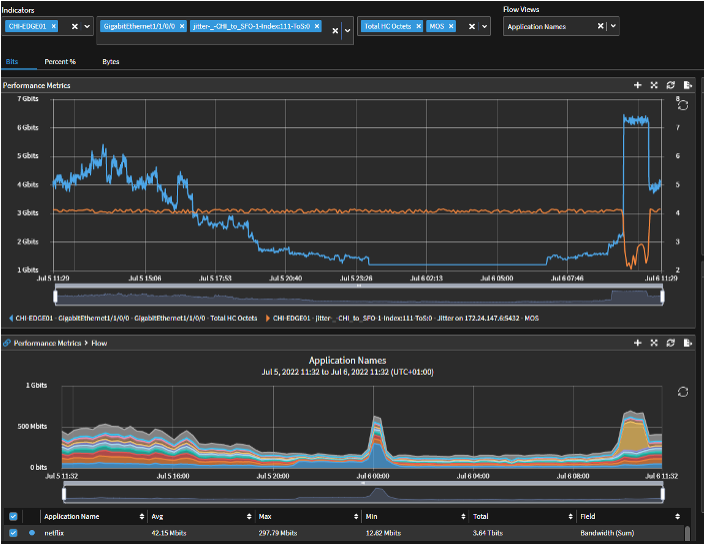 Indicators
Flow Views
CHI-EDGE01 ×
GigabitEthernet1/1/0/0 × jitter-_-CHI_to_SFO-1-Index:111-ToS:0 ×
Total HC Octets × MOS ×
Application Names
Bits Percent % Bytes
Performance Metrics
7 Gbits 8
6 Gbits 7
5 Gbits 6
4 Gbits 5
3 Gbits 4
2 Gbits 3
1 Gbits 2
Jul 5 11:29 Jul 5 15:06 Jul 5 17:53 Jul 5 20:40 Jul 5 23:26 Jul 6 02:13 Jul 6 05:00 Jul 6 07:46 Jul 6 11:29
CHI-EDGE01 - GigabitEthernet1/1/0/0 - GigabitEthernet1/1/0/0 - Total HC Octets CHI-EDGE01 - jitter-_-CHI_to_SFO-1-Index:111-ToS:0 - Jitter on 172.24.147.6:5432 - MOS
Performance Metrics > Flow
Application Names
Jul 5, 2022 11:32 to Jul 6, 2022 11:32 (UTC+01:00)
1 Gbits
500 Mbits
0 bits
Jul 5 11:32 Jul 5 16:00 Jul 5 20:00 Jul 6 00:00 Jul 6 04:00 Jul 6 08:00 Jul 6 11:32
Application Name Avg Max Min Total Field
netflix 42.15 Mbits 297.79 Mbits 12.62 Mbits 3.64 Tbits Bandwidth (Sum)